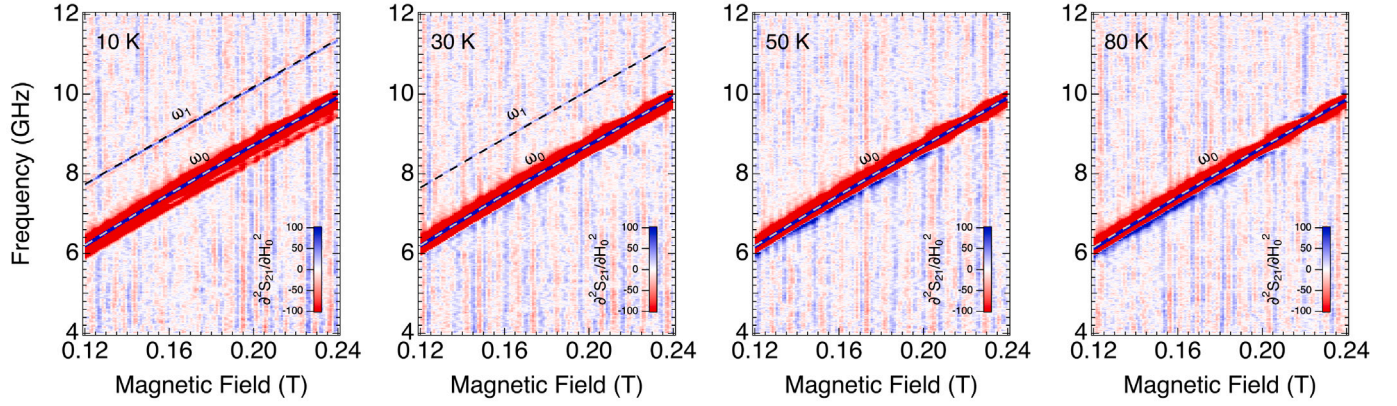 Frequency (GHz)
12
10
8
6
4
10 K
ω1
ω0
∂²S21/∂H0²
100
50
0
-50
-100
0.12
0.16
0.20
0.24
Magnetic Field (T)
12
10
8
6
4
30 K
ω1
ω0
∂²S21/∂H0²
100
50
0
-50
-100
0.12
0.16
0.20
0.24
Magnetic Field (T)
12
10
8
6
4
50 K
ω0
∂²S21/∂H0²
100
50
0
-50
-100
0.12
0.16
0.20
0.24
Magnetic Field (T)
12
10
8
6
4
80 K
ω0
∂²S21/∂H0²
100
50
0
-50
-100
0.12
0.16
0.20
0.24
Magnetic Field (T)